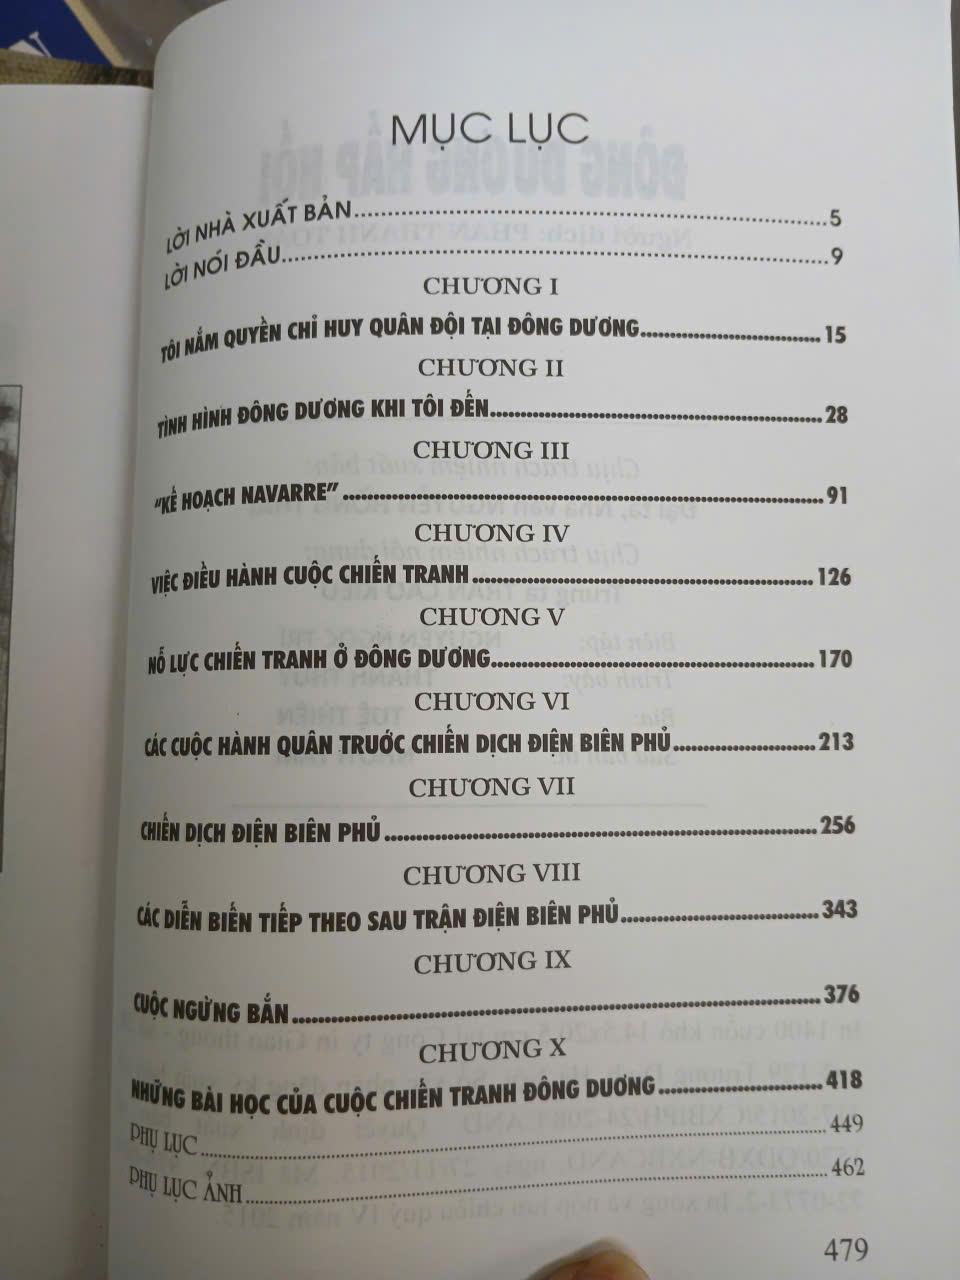 MỤC LỤC
LỜI NHÀ XUẤT BẢN 5
LỜI NÓI ĐẦU 9
CHƯƠNG I
TÔI NẮM QUYỀN CHỈ HUY QUÂN ĐỘI TẠI ĐÔNG DƯƠNG 15
CHƯƠNG II
TÌNH HÌNH ĐÔNG DƯƠNG KHI TÔI ĐẾN 28
CHƯƠNG III
"KẾ HOẠCH NAVARRE" 91
CHƯƠNG IV
VIỆC ĐIỀU HÀNH CUỘC CHIẾN TRANH 126
CHƯƠNG V
NỖ LỰC CHIẾN TRANH Ở ĐÔNG DƯƠNG 170
CHƯƠNG VI
CÁC CUỘC HÀNH QUÂN TRƯỚC CHIẾN DỊCH ĐIỆN BIÊN PHỦ 213
CHƯƠNG VII
CHIẾN DỊCH ĐIỆN BIÊN PHỦ 256
CHƯƠNG VIII
CÁC DIỄN BIẾN TIẾP THEO SAU TRẬN ĐIỆN BIÊN PHỦ 343
CHƯƠNG IX
CUỘC NGỪNG BẮN 376
CHƯƠNG X
NHỮNG BÀI HỌC CỦA CUỘC CHIẾN TRANH ĐÔNG DƯƠNG 418
PHỤ LỤC 449
PHỤ LỤC ẢNH 462
479